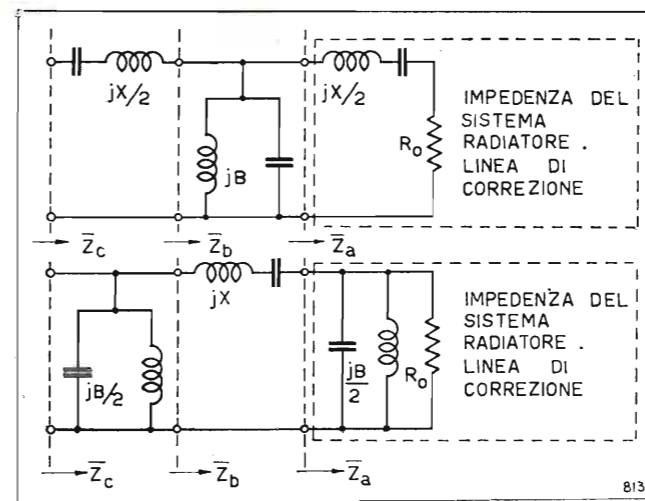 jX/2
jB
jX/2
R₀
IMPEDENZA DEL
SISTEMA
RADIATORE .
LINEA DI
CORREZIONE
Z̅c
Z̅b
Z̅a
jB/2
jX
jB/2
R₀
IMPEDENZA DEL
SISTEMA
RADIATORE .
LINEA DI
CORREZIONE
Z̅c
Z̅b
Z̅a
813